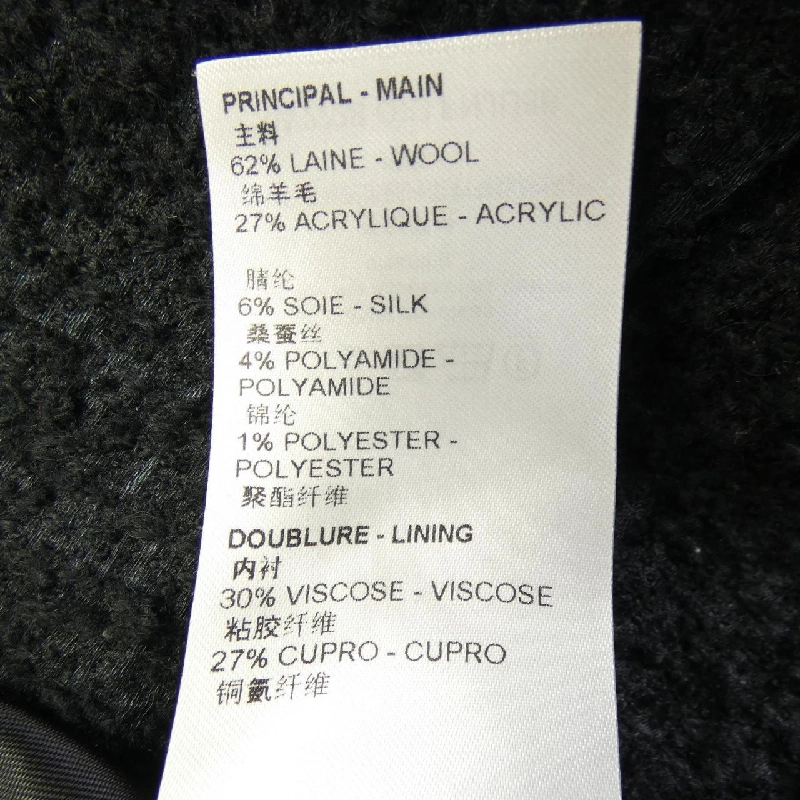 PRINCIPAL - MAIN
主料
62% LAINE - WOOL
绵羊毛
27% ACRYLIQUE - ACRYLIC
腈纶
6% SOIE - SILK
桑蚕丝
4% POLYAMIDE -
POLYAMIDE
锦纶
1% POLYESTER -
POLYESTER
聚酯纤维
DOUBLURE - LINING
内衬
30% VISCOSE - VISCOSE
粘胶纤维
27% CUPRO - CUPRO
铜氨纤维